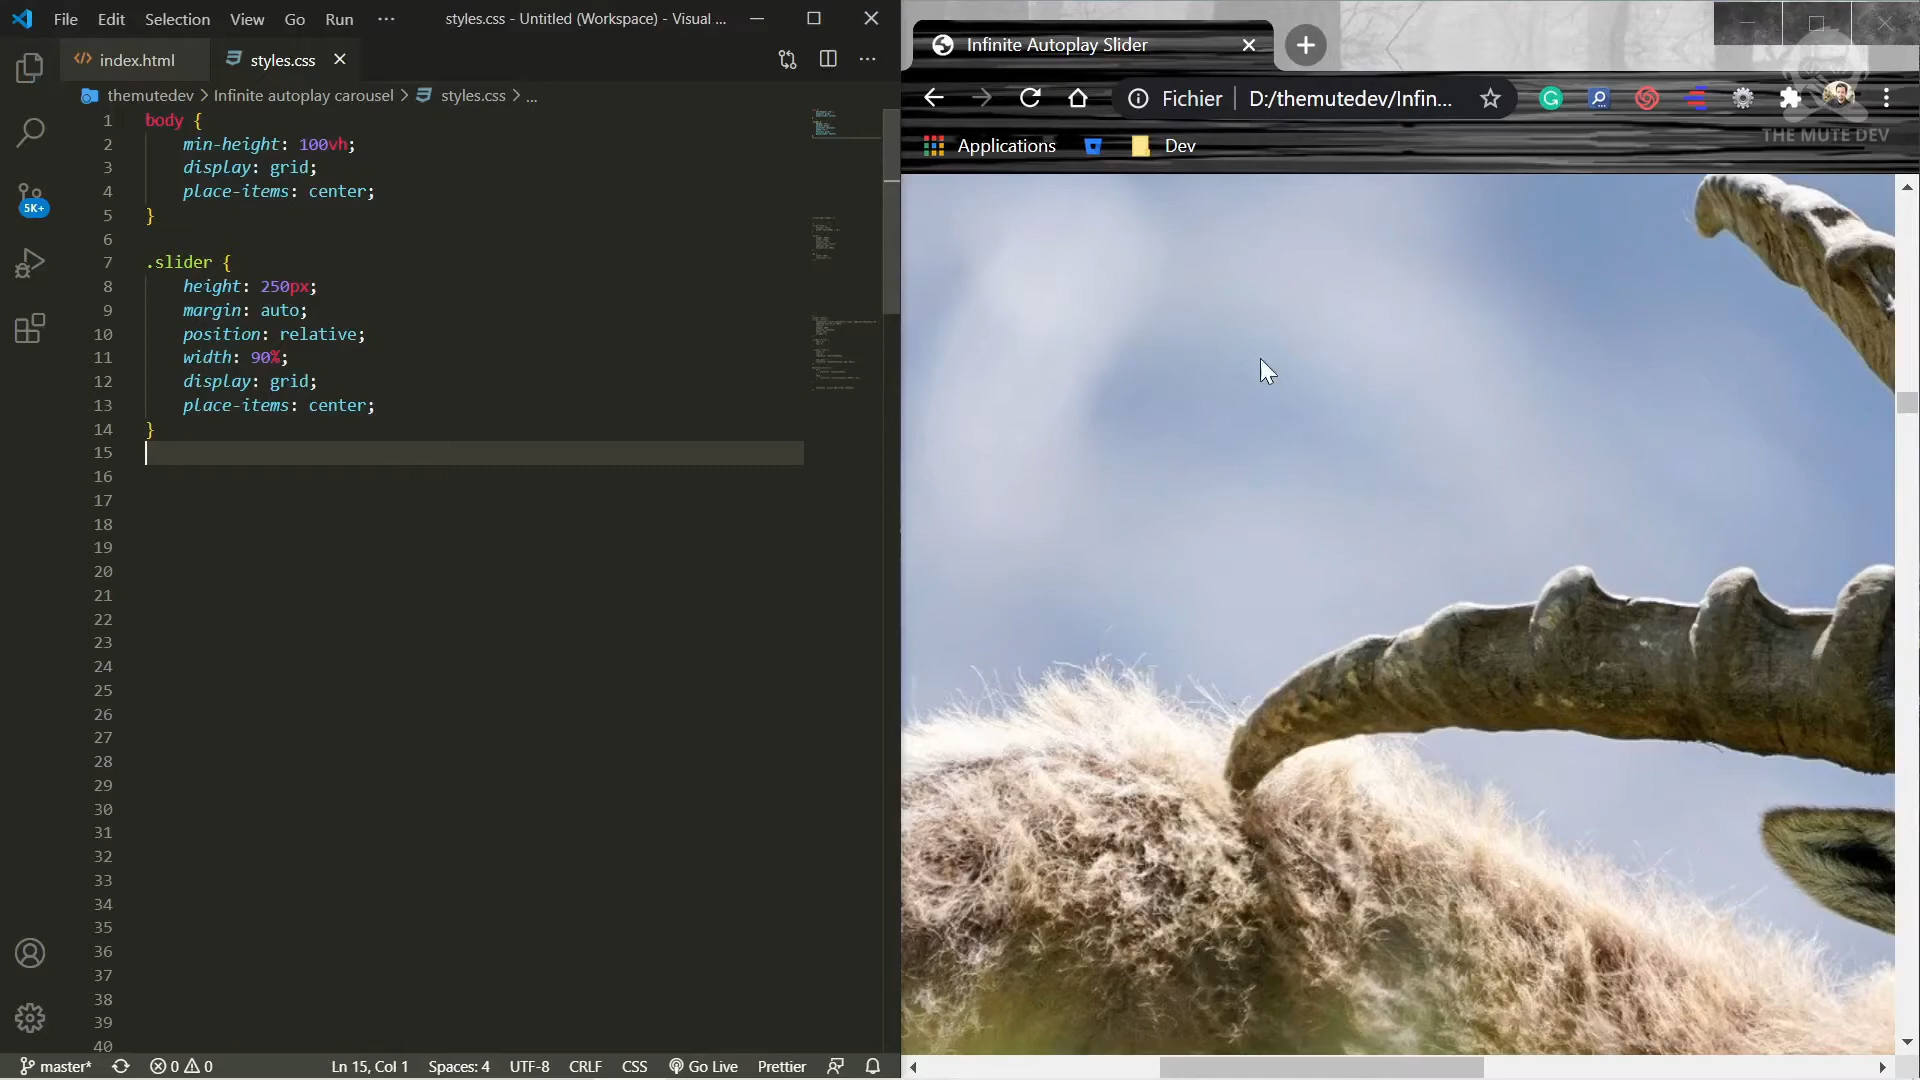 File Edit Selection View Go Run ··· styles.css - Untitled (Workspace) - Visual ...
index.html styles.css
themutedev > Infinite autoplay carousel > styles.css > ...
1 body {
2 min-height: 100vh;
3 display: grid;
4 place-items: center;
5 }
6
7 .slider {
8 height: 250px;
9 margin: auto;
10 position: relative;
11 width: 90%;
12 display: grid;
13 place-items: center;
14 }
15
16
17
18
19
20
21
22
23
24
25
26
27
28
29
30
31
32
33
34
35
36
37
38
39
40
5K+
master* 0 0 Ln 15, Col 1 Spaces: 4 UTF-8 CRLF CSS Go Live Prettier
Infinite Autoplay Slider
Fichier D:/themutedev/Infin...
THE MUTE DEV
Applications Dev